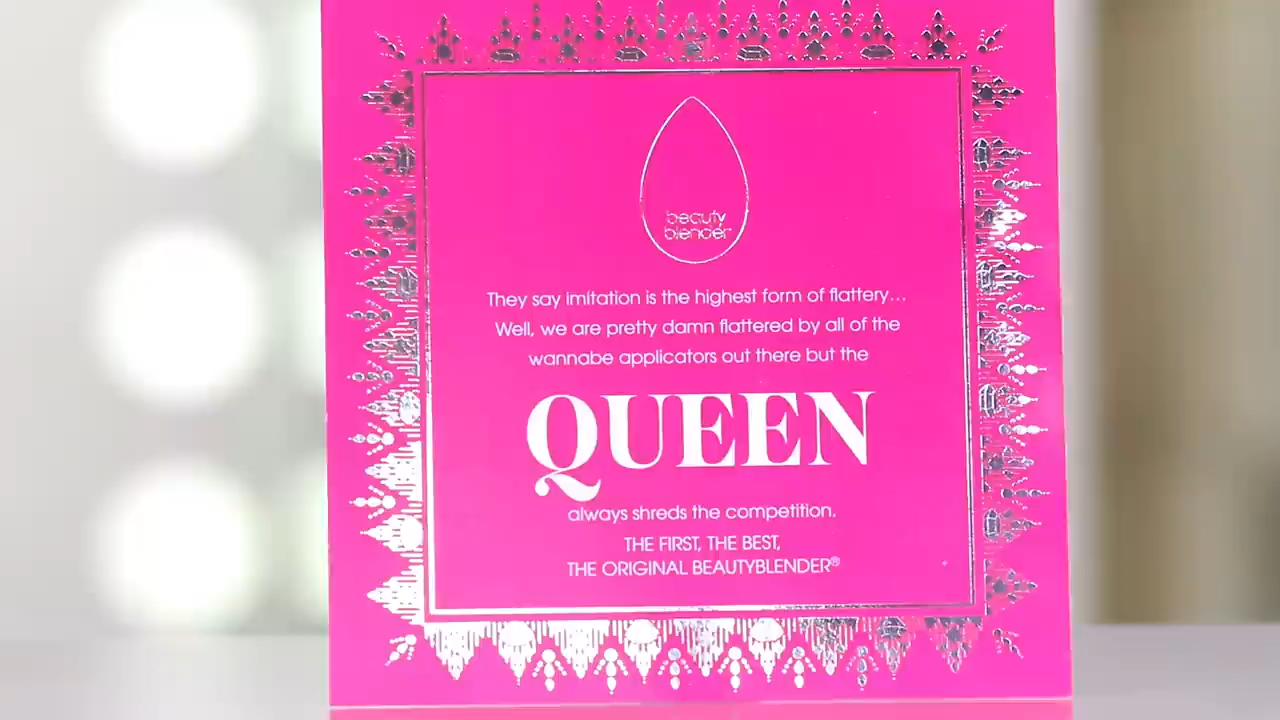 beauty
blender
They say imitation is the highest form of flattery...
Well, we are pretty damn flattered by all of the
wannabe applicators out there but the
QUEEN
always shreds the competition.
THE FIRST, THE BEST,
THE ORIGINAL BEAUTYBLENDER®